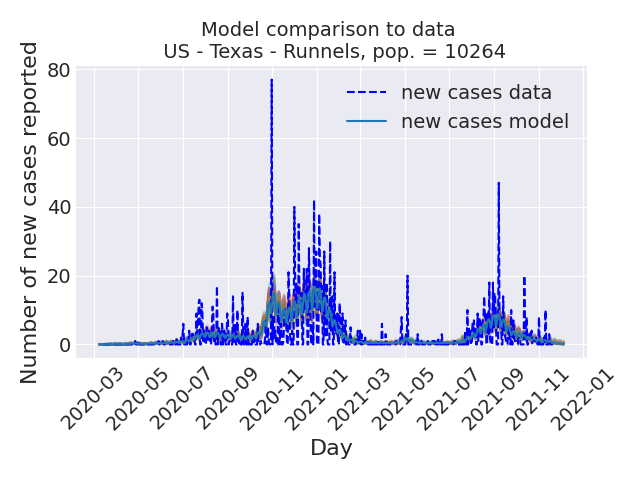 Model comparison to data
US - Texas - Runnels, pop. = 10264
Number of new cases reported
80
60
40
20
0
new cases data
new cases model
2020-03
2020-05
2020-07
2020-09
2020-11
2021-01
2021-03
2021-05
2021-07
2021-09
2021-11
2022-01
Day